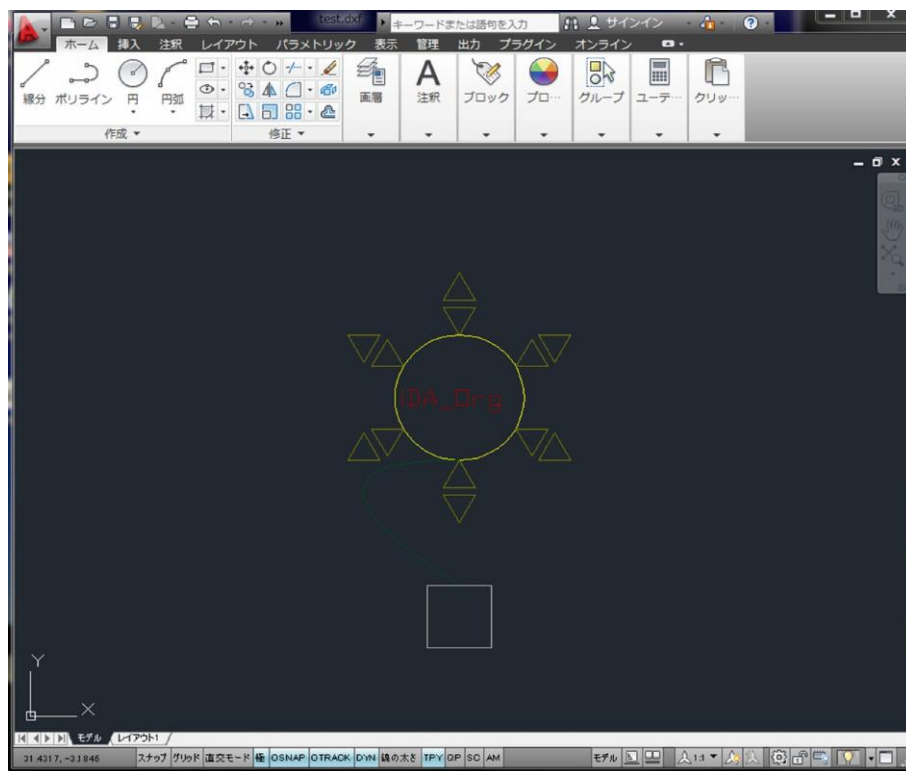 test.dxf キーワードまたは語句を入力 サインイン
ホーム 挿入 注釈 レイアウト パラメトリック 表示 管理 出力 プラグイン オンライン
線分 ポリライン 円 円弧 画層 A 注釈 ブロック プロ… グループ ユーテ… クリッ…
作成 修正
DA_Org
Y
X
モデル レイアウト1
31.4317, -3.1846 スナップ グリッド 直交モード 極 OSNAP OTRACK DYN 線の太さ TPY QP SC AM モデル 1:1